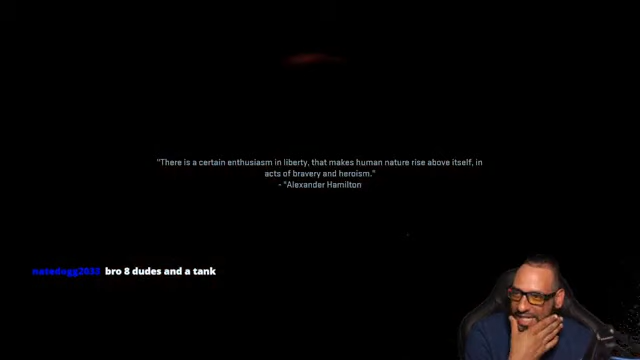 "There is a certain enthusiasm in liberty, that makes human nature rise above itself, in
acts of bravery and heroism."
- "Alexander Hamilton
natedogg2033 bro 8 dudes and a tank